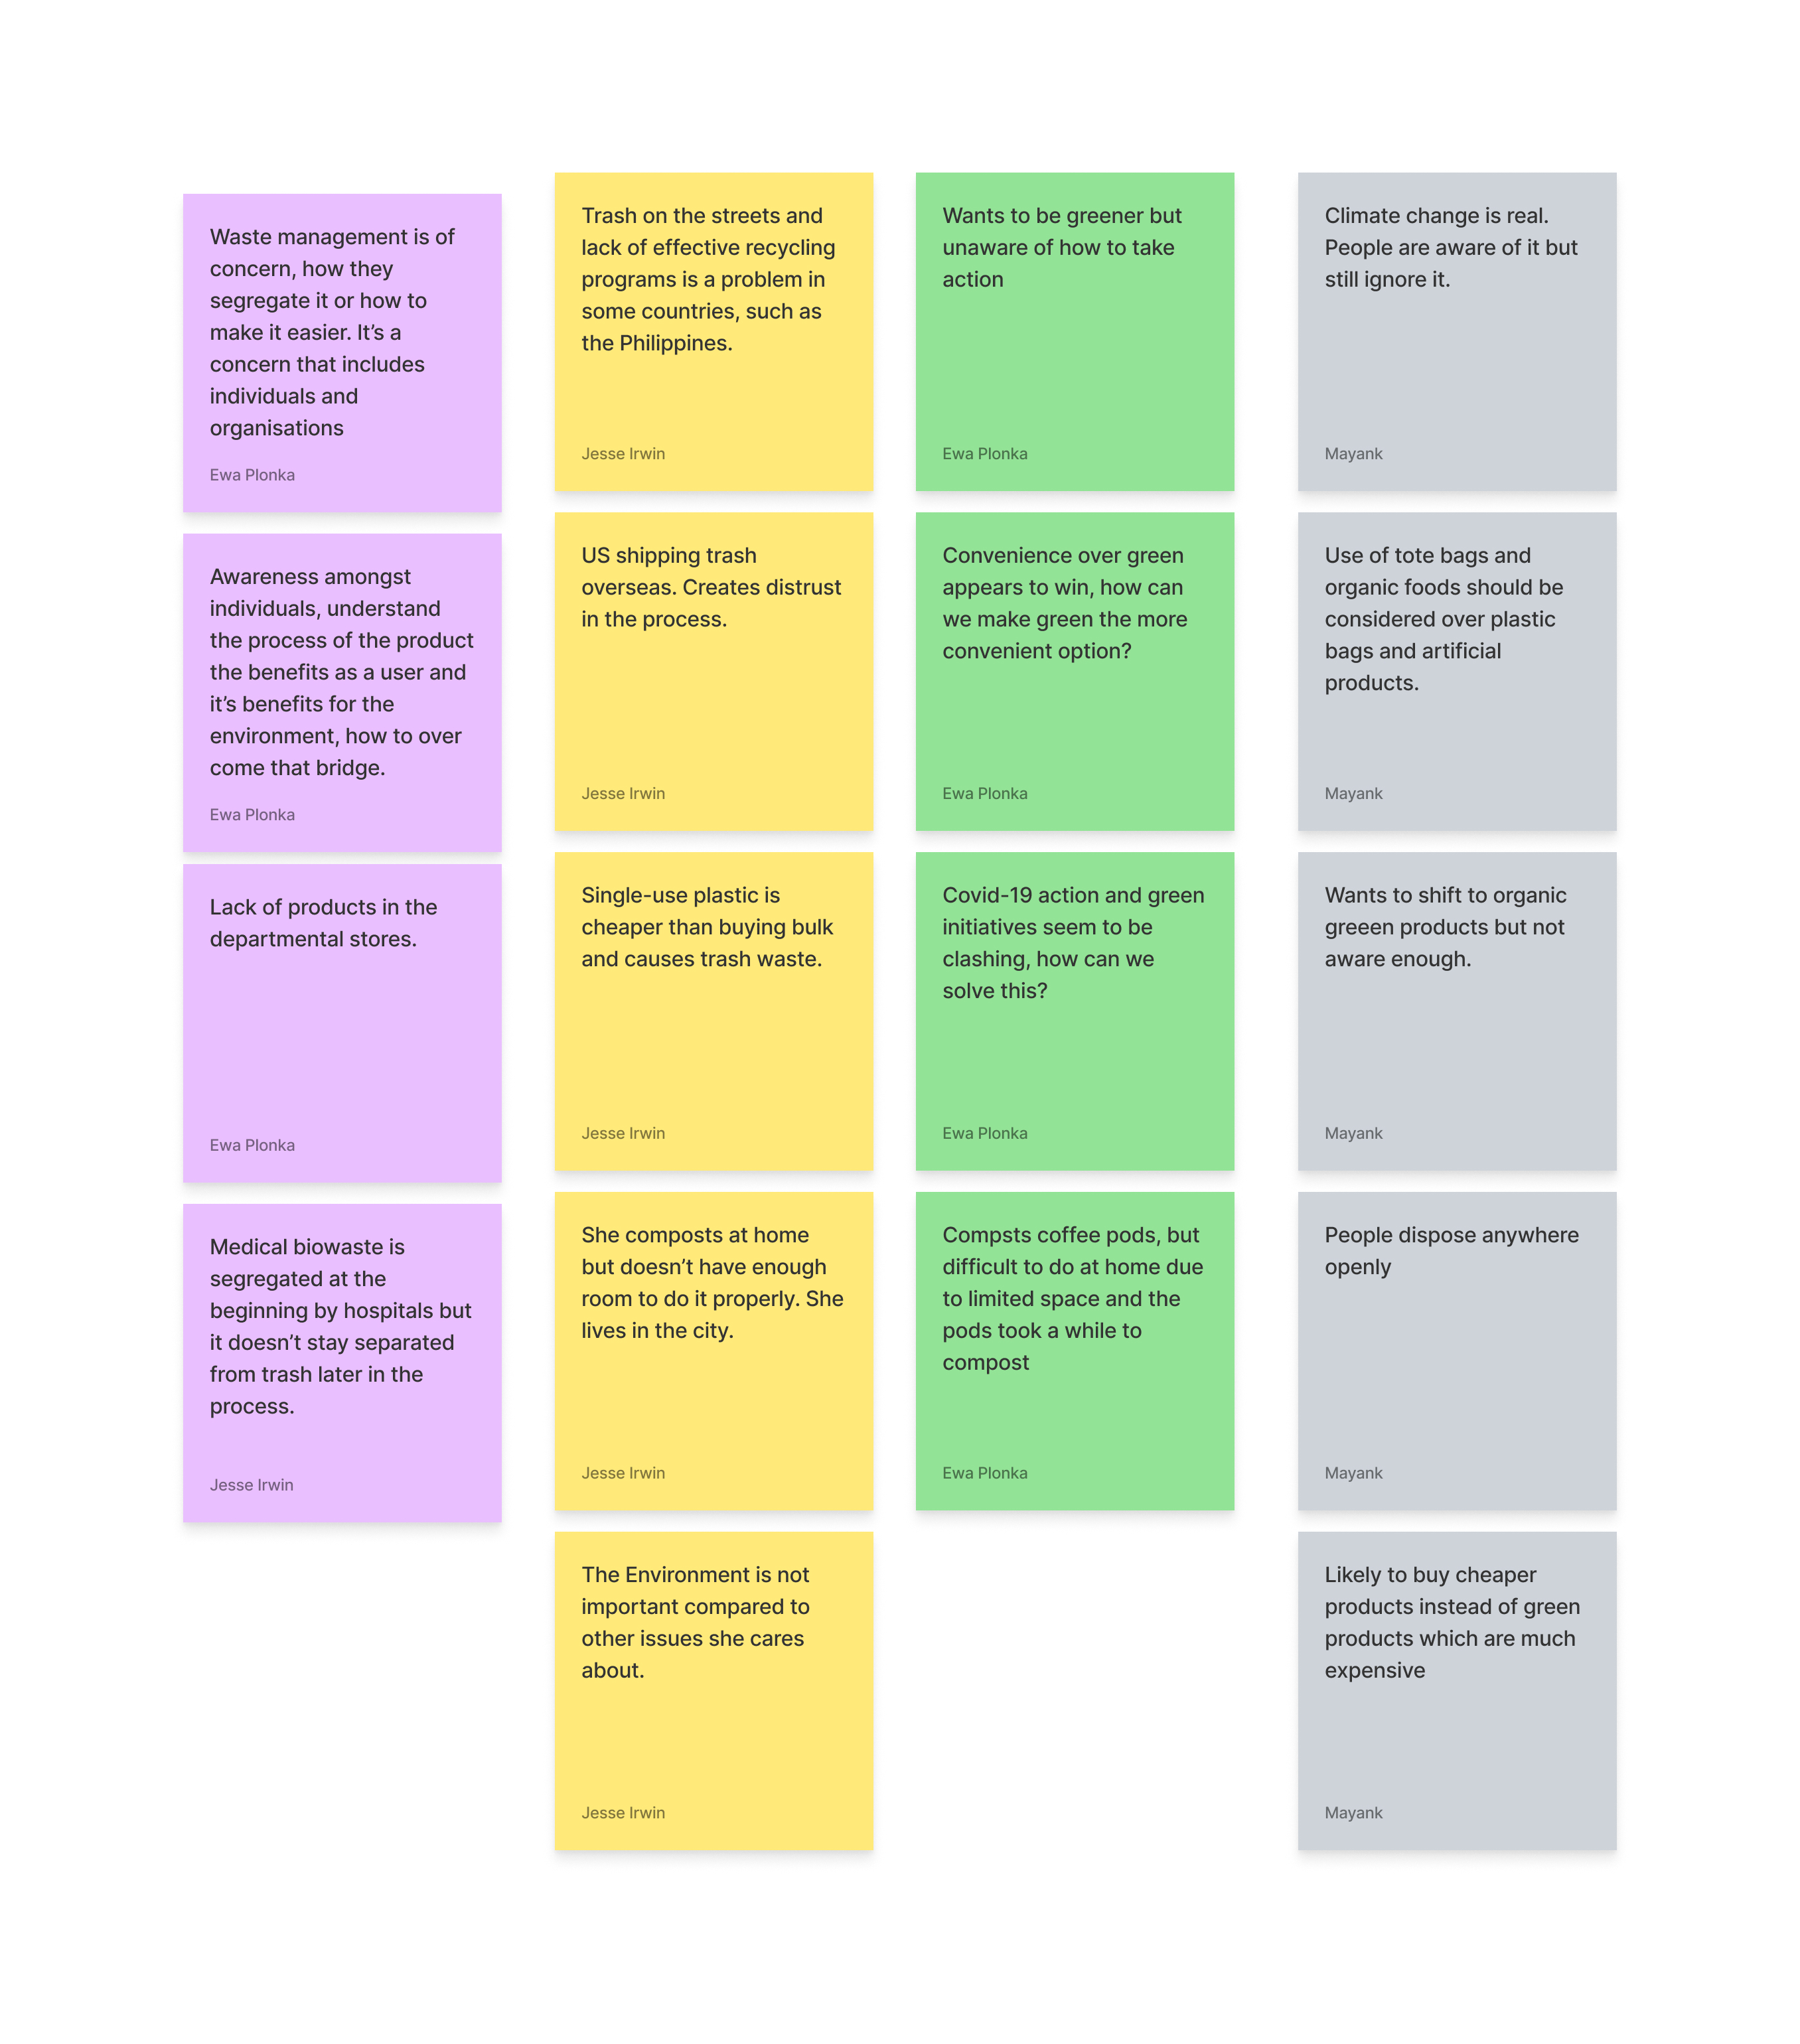 Waste management is of
concern, how they
segregate it or how to
make it easier. It’s a
concern that includes
individuals and
organisations
Ewa Plonka
Awareness amongst
individuals, understand
the process of the product
the benefits as a user and
it’s benefits for the
environment, how to over
come that bridge.
Ewa Plonka
Lack of products in the
departmental stores.
Ewa Plonka
Medical biowaste is
segregated at the
beginning by hospitals but
it doesn’t stay separated
from trash later in the
process.
Jesse Irwin
Trash on the streets and
lack of effective recycling
programs is a problem in
some countries, such as
the Philippines.
Jesse Irwin
US shipping trash
overseas. Creates distrust
in the process.
Jesse Irwin
Single-use plastic is
cheaper than buying bulk
and causes trash waste.
Jesse Irwin
She composts at home
but doesn’t have enough
room to do it properly. She
lives in the city.
Jesse Irwin
The Environment is not
important compared to
other issues she cares
about.
Jesse Irwin
Wants to be greener but
unaware of how to take
action
Ewa Plonka
Convenience over green
appears to win, how can
we make green the more
convenient option?
Ewa Plonka
Covid-19 action and green
initiatives seem to be
clashing, how can we
solve this?
Ewa Plonka
Compsts coffee pods, but
difficult to do at home due
to limited space and the
pods took a while to
compost
Ewa Plonka
Climate change is real.
People are aware of it but
still ignore it.
Mayank
Use of tote bags and
organic foods should be
considered over plastic
bags and artificial
products.
Mayank
Wants to shift to organic
greeen products but not
aware enough.
Mayank
People dispose anywhere
openly
Mayank
Likely to buy cheaper
products instead of green
products which are much
expensive
Mayank